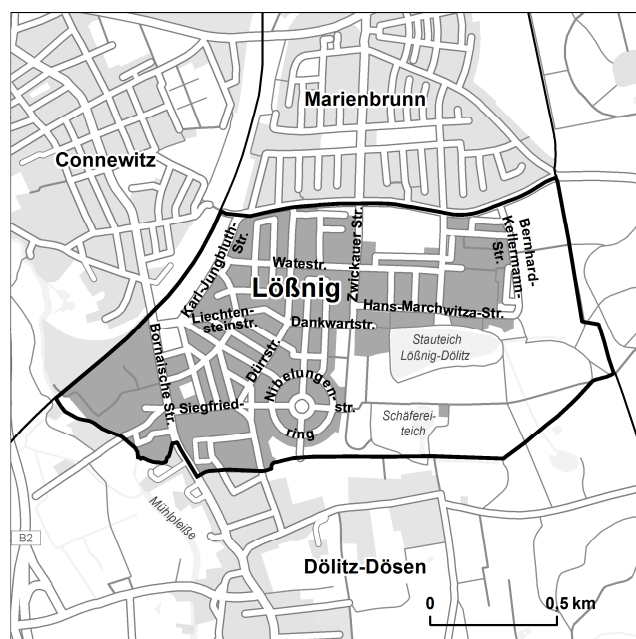 Marienbrunn
Connewitz
Karl-Jungbluth-
Str.
Zwickauer Str.
Bernhard-
Kellermann-
Str.
Watestr.
Lößnig
Hans-Marchwitza-Str.
Liechten-
steinstr.
Dankwartstr.
Bornaische Str.
Dürrstr.
Stauteich
Lößnig-Dölitz
Nibelungen-
ring
Siegfried-
str.
Schäferei-
teich
Mühlpleiße
B2
Dölitz-Dösen
0
0,5 km